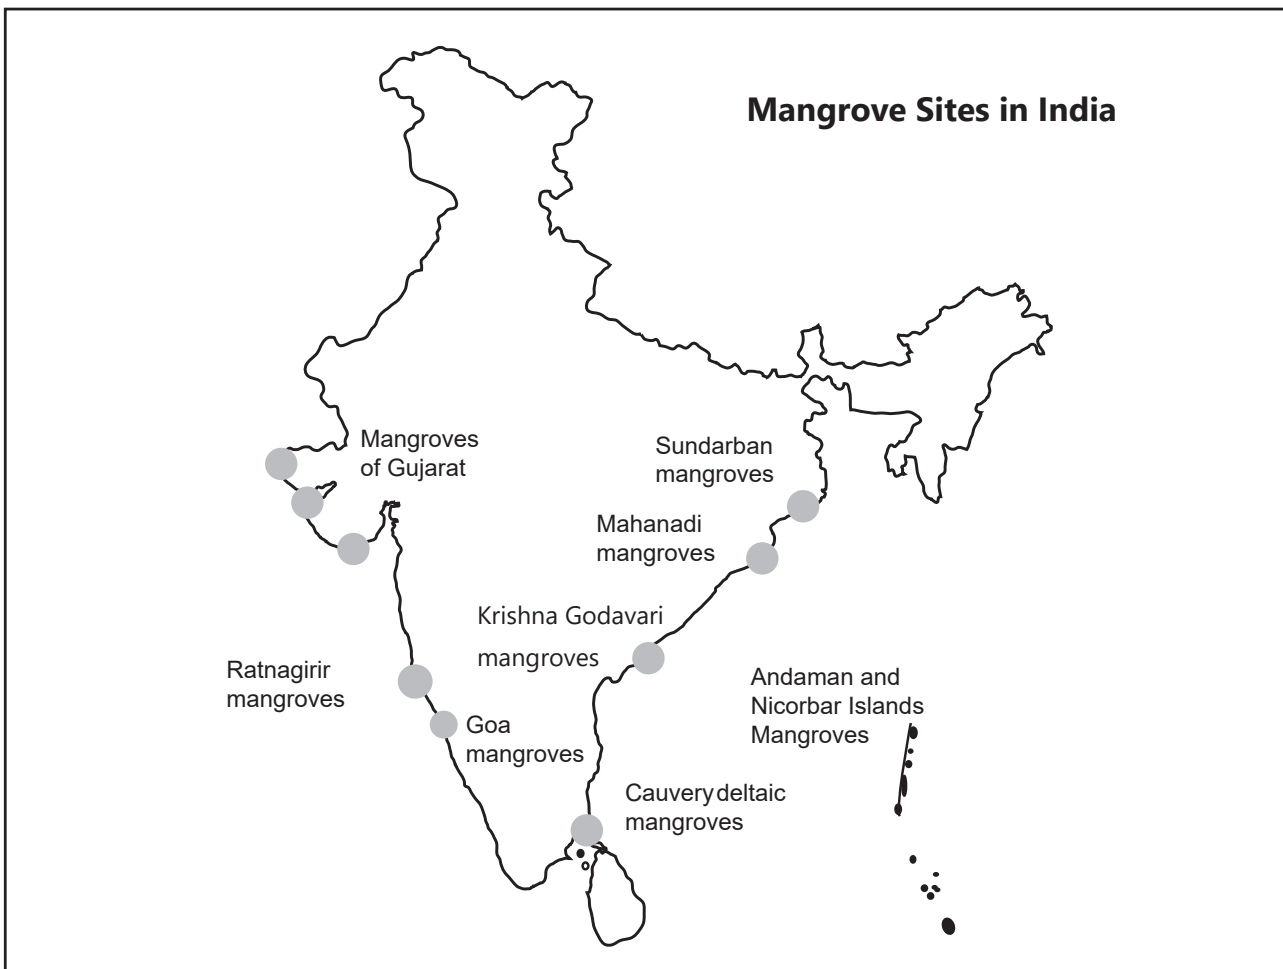 Mangrove Sites in India
Mangroves
of Gujarat
Sundarban
mangroves
Mahanadi
mangroves
Krishna Godavari
mangroves
Ratnagirir
mangroves
Goa
mangroves
Andaman and
Nicorbar Islands
Mangroves
Cauvery deltaic
mangroves